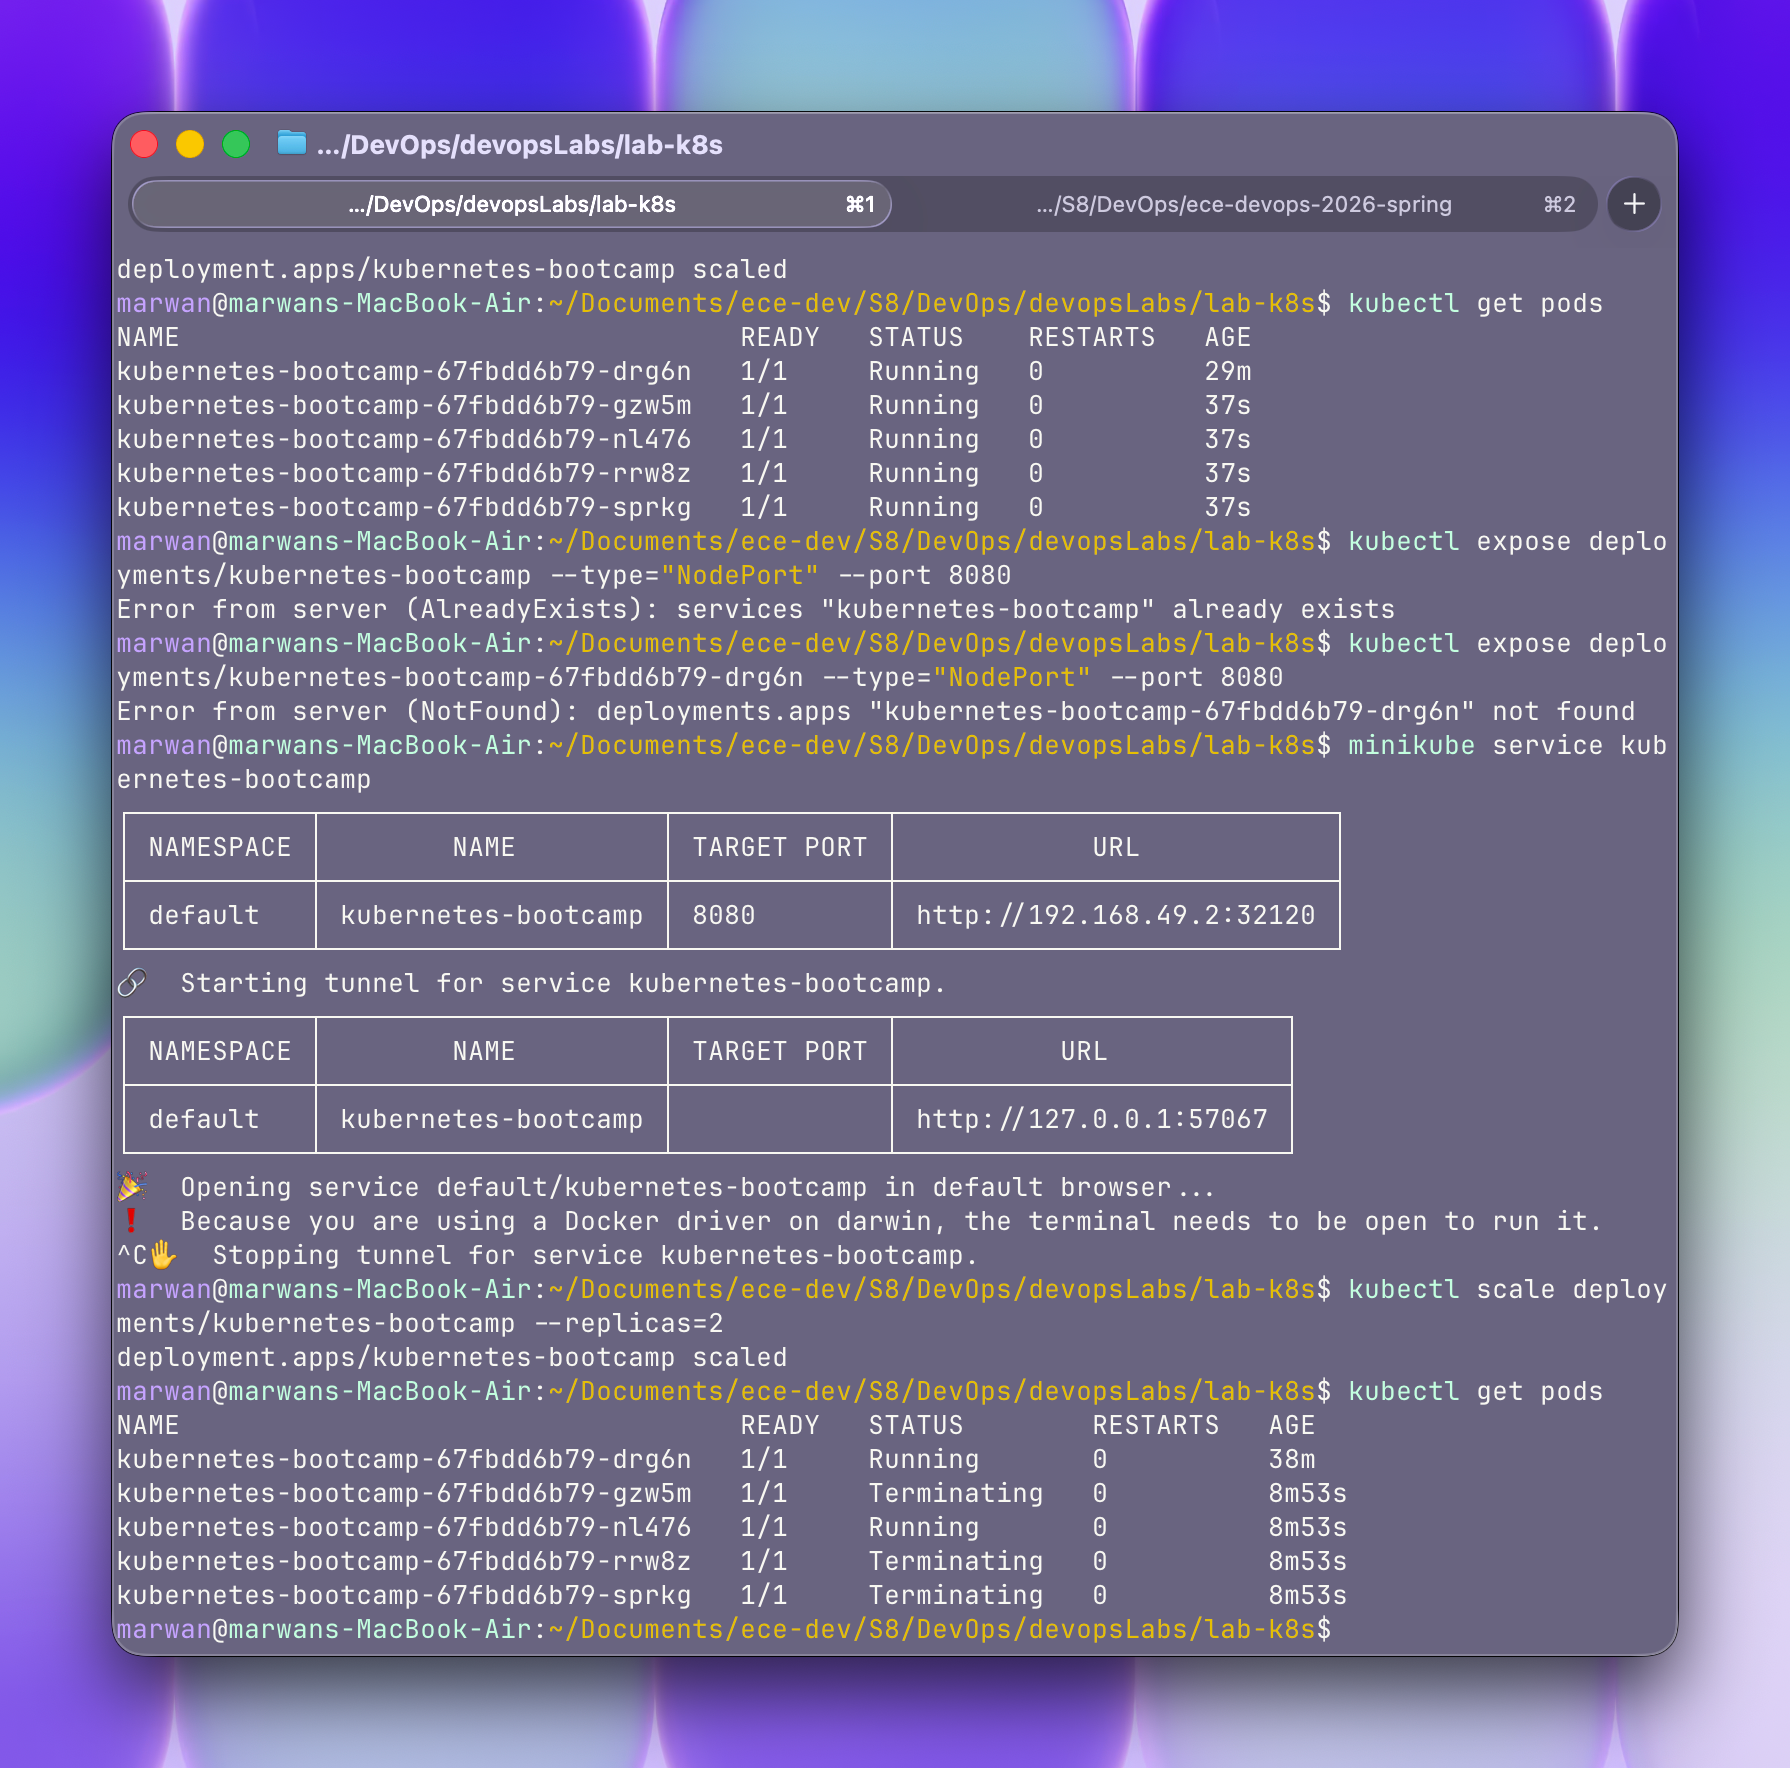 .../DevOps/devopsLabs/lab-k8s
.../DevOps/devopsLabs/lab-k8s ⌘1 .../S8/DevOps/ece-devops-2026-spring ⌘2 +
deployment.apps/kubernetes-bootcamp scaled
marwan@marwans-MacBook-Air:~/Documents/ece-dev/S8/DevOps/devopsLabs/lab-k8s$ kubectl get pods
NAME READY STATUS RESTARTS AGE
kubernetes-bootcamp-67fbdd6b79-drg6n 1/1 Running 0 29m
kubernetes-bootcamp-67fbdd6b79-gzw5m 1/1 Running 0 37s
kubernetes-bootcamp-67fbdd6b79-nl476 1/1 Running 0 37s
kubernetes-bootcamp-67fbdd6b79-rrw8z 1/1 Running 0 37s
kubernetes-bootcamp-67fbdd6b79-sprkg 1/1 Running 0 37s
marwan@marwans-MacBook-Air:~/Documents/ece-dev/S8/DevOps/devopsLabs/lab-k8s$ kubectl expose deplo
yments/kubernetes-bootcamp --type="NodePort" --port 8080
Error from server (AlreadyExists): services "kubernetes-bootcamp" already exists
marwan@marwans-MacBook-Air:~/Documents/ece-dev/S8/DevOps/devopsLabs/lab-k8s$ kubectl expose deplo
yments/kubernetes-bootcamp-67fbdd6b79-drg6n --type="NodePort" --port 8080
Error from server (NotFound): deployments.apps "kubernetes-bootcamp-67fbdd6b79-drg6n" not found
marwan@marwans-MacBook-Air:~/Documents/ece-dev/S8/DevOps/devopsLabs/lab-k8s$ minikube service kub
ernetes-bootcamp
NAMESPACE NAME TARGET PORT URL
default kubernetes-bootcamp 8080 http://192.168.49.2:32120
🔗 Starting tunnel for service kubernetes-bootcamp.
NAMESPACE NAME TARGET PORT URL
default kubernetes-bootcamp http://127.0.0.1:57067
🎉 Opening service default/kubernetes-bootcamp in default browser...
❗ Because you are using a Docker driver on darwin, the terminal needs to be open to run it.
^C✋ Stopping tunnel for service kubernetes-bootcamp.
marwan@marwans-MacBook-Air:~/Documents/ece-dev/S8/DevOps/devopsLabs/lab-k8s$ kubectl scale deploy
ments/kubernetes-bootcamp --replicas=2
deployment.apps/kubernetes-bootcamp scaled
marwan@marwans-MacBook-Air:~/Documents/ece-dev/S8/DevOps/devopsLabs/lab-k8s$ kubectl get pods
NAME READY STATUS RESTARTS AGE
kubernetes-bootcamp-67fbdd6b79-drg6n 1/1 Running 0 38m
kubernetes-bootcamp-67fbdd6b79-gzw5m 1/1 Terminating 0 8m53s
kubernetes-bootcamp-67fbdd6b79-nl476 1/1 Running 0 8m53s
kubernetes-bootcamp-67fbdd6b79-rrw8z 1/1 Terminating 0 8m53s
kubernetes-bootcamp-67fbdd6b79-sprkg 1/1 Terminating 0 8m53s
marwan@marwans-MacBook-Air:~/Documents/ece-dev/S8/DevOps/devopsLabs/lab-k8s$